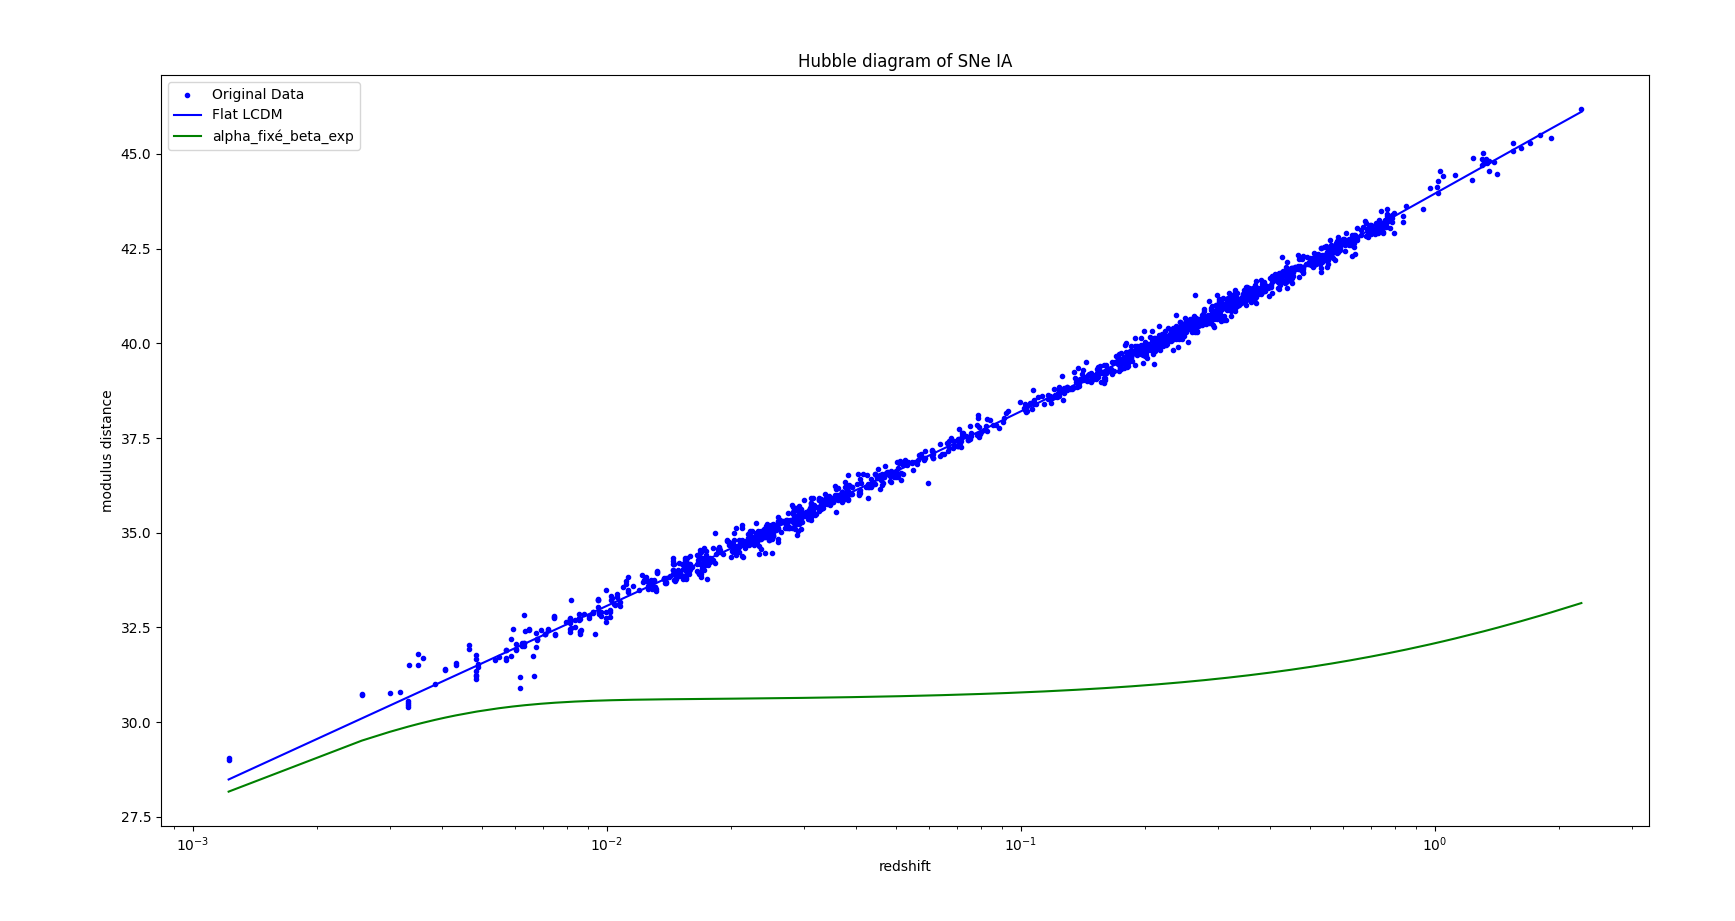 Hubble diagram of SNe IA
Original Data
Flat LCDM
alpha_fixé_beta_exp
modulus distance
45.0
42.5
40.0
37.5
35.0
32.5
30.0
27.5
10⁻³ 10⁻² 10⁻¹ 10⁰
redshift